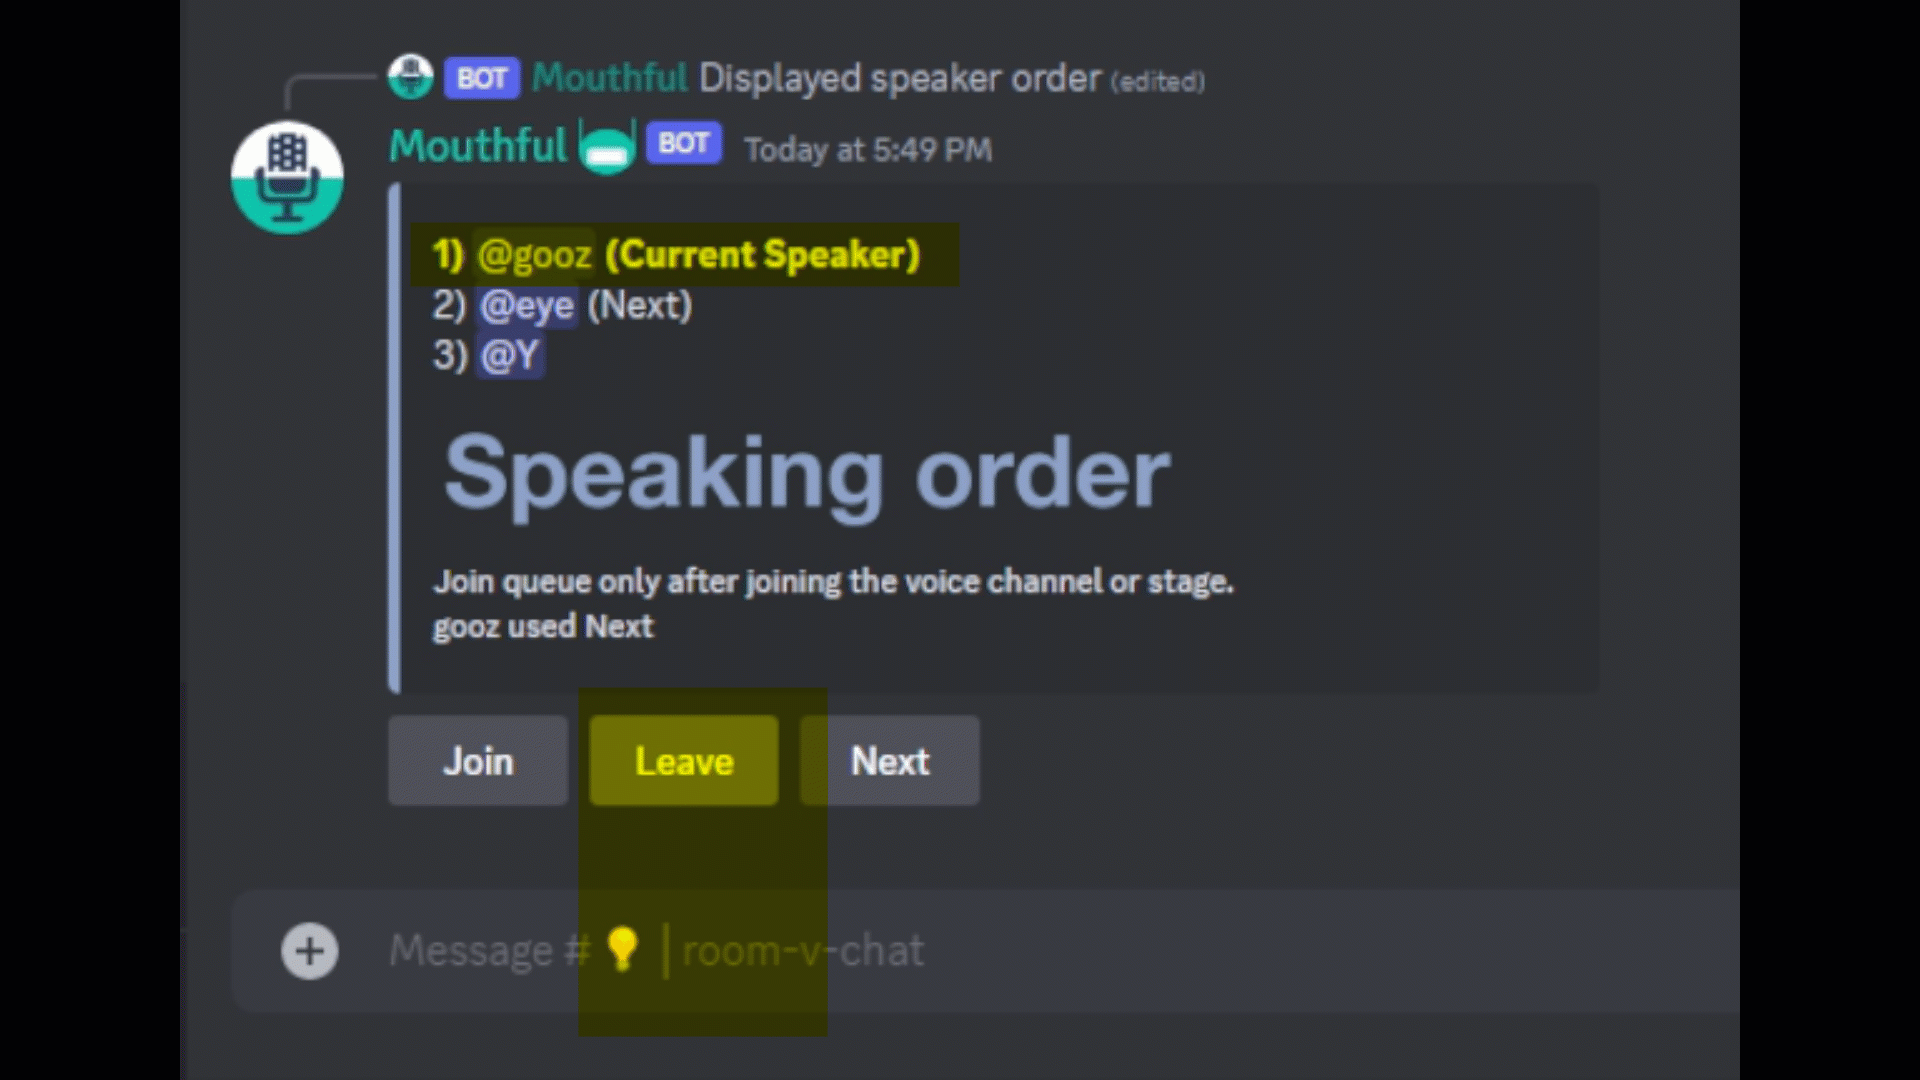 BOT Mouthful Displayed speaker order (edited)
Mouthful BOT Today at 5:49 PM
1) @gooz (Current Speaker)
2) @eye (Next)
3) @Y
Speaking order
Join queue only after joining the voice channel or stage.
gooz used Next
Join Leave Next
Message #💡 | room-v-chat